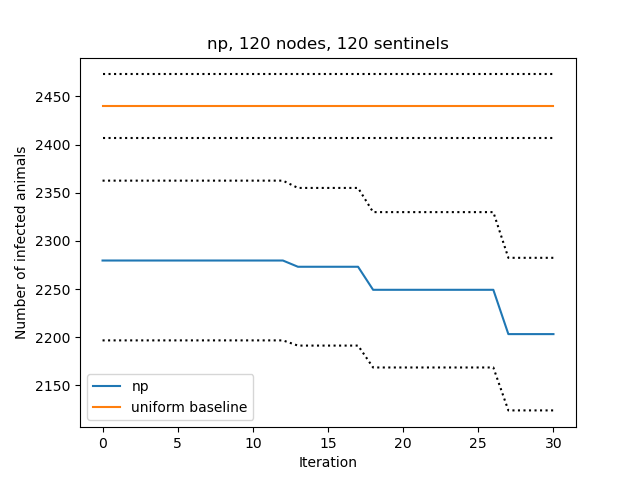 np, 120 nodes, 120 sentinels
Number of infected animals
2450
2400
2350
2300
2250
2200
2150
np
uniform baseline
0 5 10 15 20 25 30
Iteration